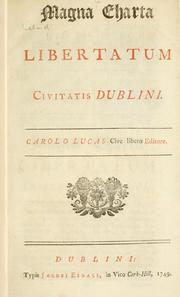 Magna Charta
LIBERTATUM
CIVITATIS DUBLINI.
CAROLO LUCAS Cive libero Editore.
DUBLINI:
Typis JACOBI ESDALL, in Vico Cork-Hill, 1749.